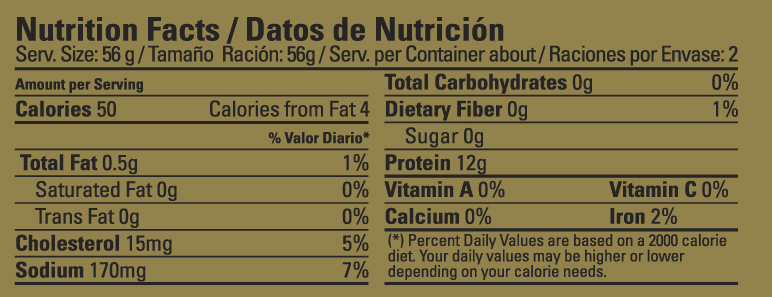 Nutrition Facts / Datos de Nutrición
Serv. Size: 56 g / Tamaño Ración: 56g / Serv. per Container about / Raciones por Envase: 2
Amount per Serving
Calories 50 Calories from Fat 4
% Valor Diario*
Total Fat 0.5g 1%
Saturated Fat 0g 0%
Trans Fat 0g 0%
Cholesterol 15mg 5%
Sodium 170mg 7%
Total Carbohydrates 0g 0%
Dietary Fiber 0g 1%
Sugar 0g
Protein 12g
Vitamin A 0% Vitamin C 0%
Calcium 0% Iron 2%
(*) Percent Daily Values are based on a 2000 calorie
diet. Your daily values may be higher or lower
depending on your calorie needs.